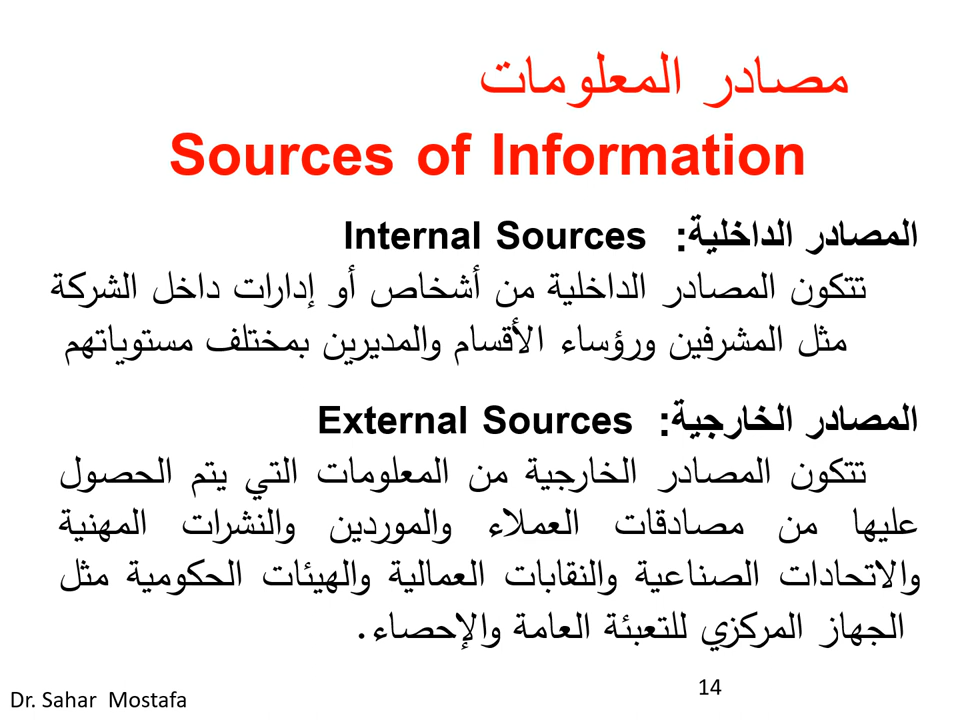 مصادر المعلومات
Sources of Information
المصادر الداخلية: Internal Sources
تتكون المصادر الداخلية من أشخاص أو إدارات داخل الشركة
مثل المشرفين ورؤساء الأقسام والمديرين بمختلف مستوياتهم
المصادر الخارجية: External Sources
تتكون المصادر الخارجية من المعلومات التي يتم الحصول
عليها من مصادقات العملاء والموردين والنشرات المهنية
والاتحادات الصناعية والنقابات العمالية والهيئات الحكومية مثل
الجهاز المركزي للتعبئة العامة والإحصاء.
14
Dr. Sahar Mostafa